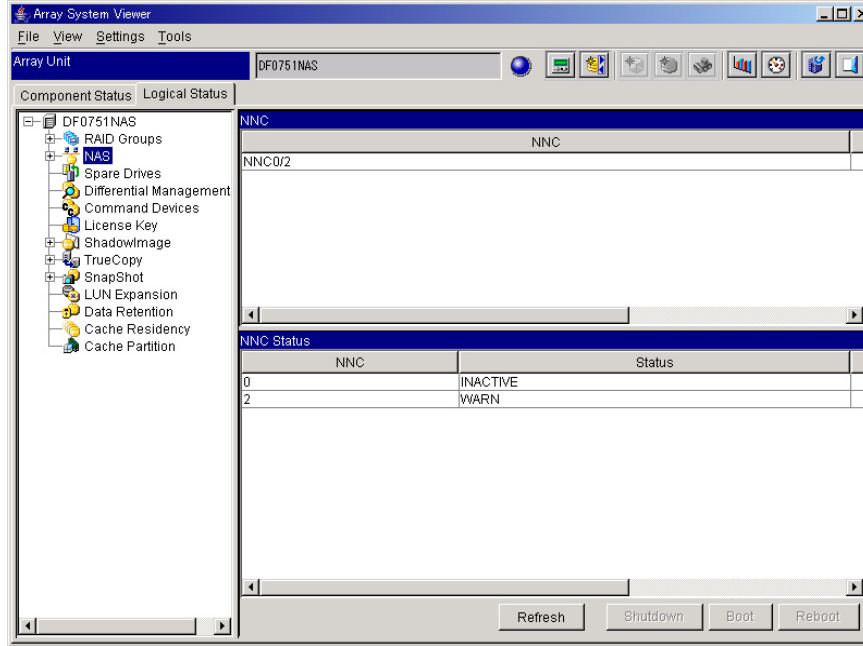 Array System Viewer
File View Settings Tools
Array Unit DF0751NAS
Component Status Logical Status
DF0751NAS
RAID Groups
NAS
Spare Drives
Differential Management
Command Devices
License Key
ShadowImage
TrueCopy
SnapShot
LUN Expansion
Data Retention
Cache Residency
Cache Partition
NNC
NNC
NNC0/2
NNC Status
NNC Status
0 INACTIVE
2 WARN
Refresh Shutdown Boot Reboot